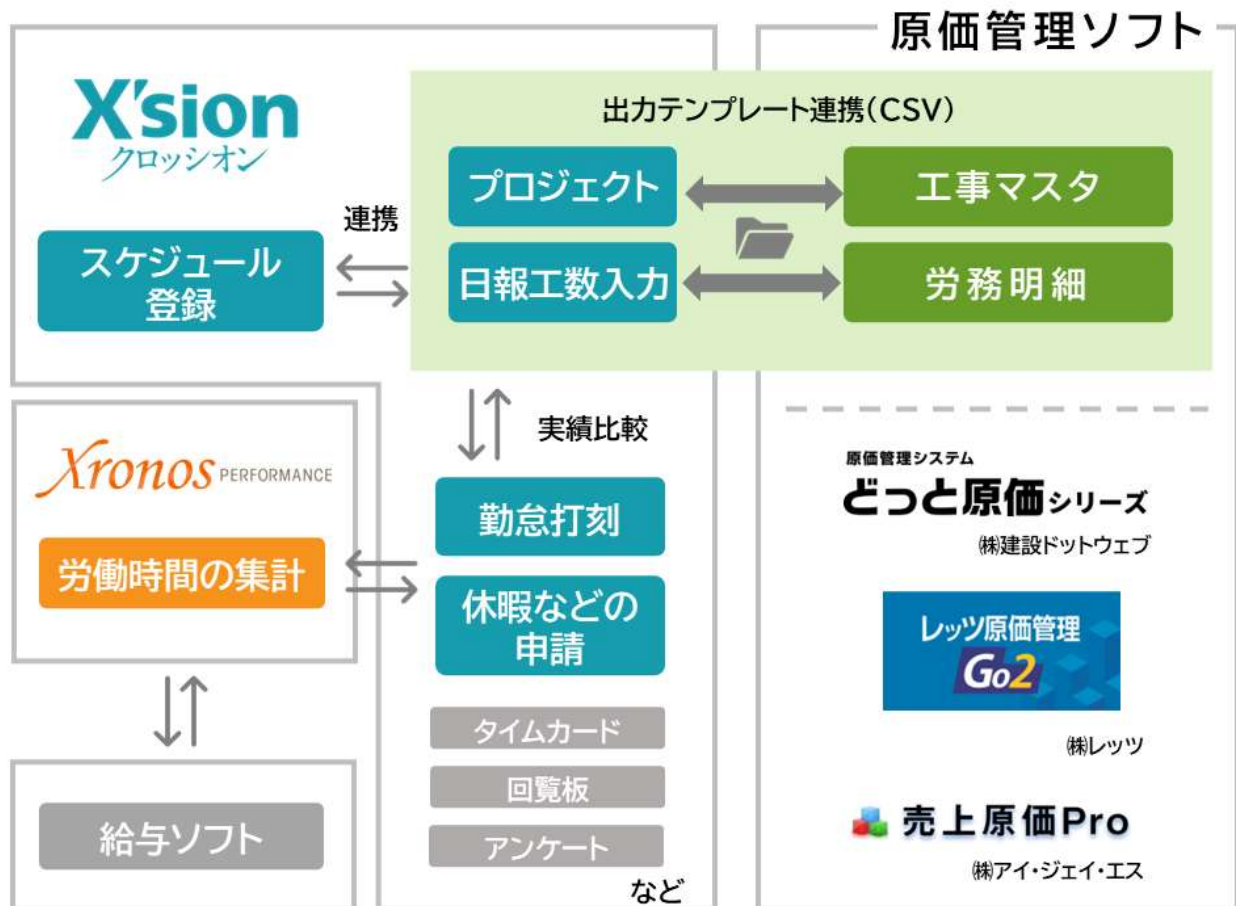 原価管理ソフト
X'sion
クロッシオン
出力テンプレート連携(CSV)
プロジェクト
工事マスタ
連携
スケジュール
登録
日報工数入力
労務明細
実績比較
Xronos PERFORMANCE
労働時間の集計
勤怠打刻
休暇などの
申請
タイムカード
回覧板
アンケート
など
給与ソフト
原価管理システム
どっと原価シリーズ
㈱建設ドットウェブ
レッツ原価管理
Go2
㈱レッツ
売上原価Pro
㈱アイ・ジェイ・エス